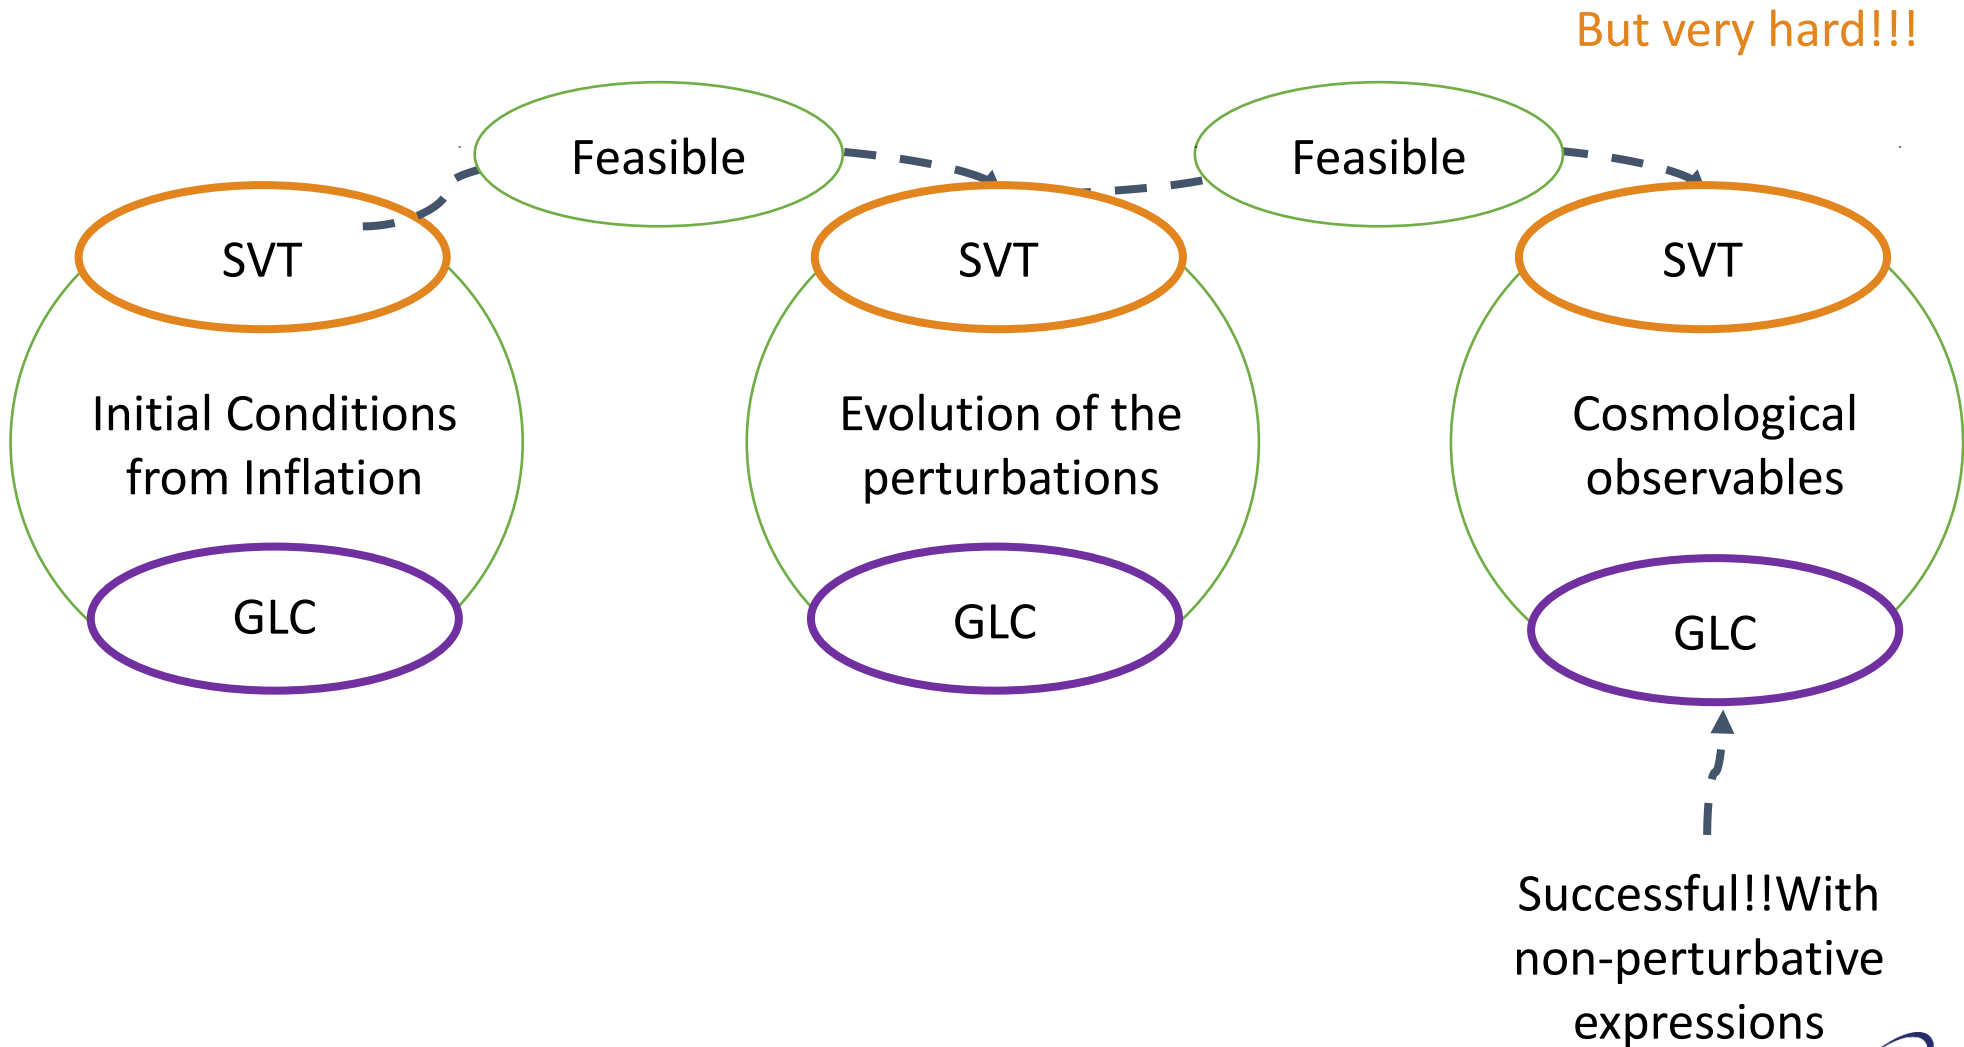 But very hard!!!
Feasible
Feasible
SVT
SVT
SVT
Initial Conditions
from Inflation
Evolution of the
perturbations
Cosmological
observables
GLC
GLC
GLC
Successful!!With
non-perturbative
expressions